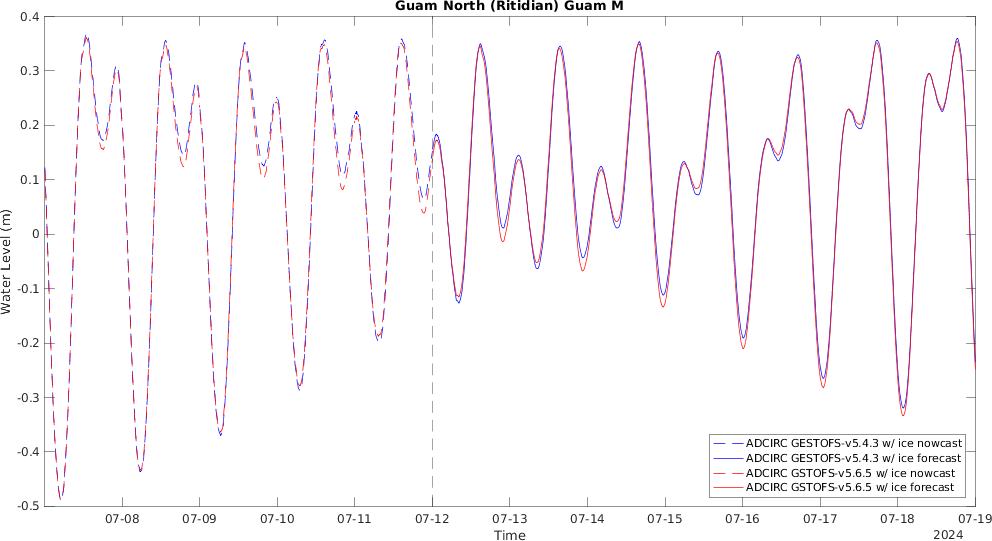 Guam North (Ritidian) Guam M
0.4
0.3
0.2
0.1
0
-0.1
-0.2
-0.3
-0.4
-0.5
Water Level (m)
ADCIRC GESTOFS-v5.4.3 w/ ice nowcast
ADCIRC GESTOFS-v5.4.3 w/ ice forecast
ADCIRC GSTOFS-v5.6.5 w/ ice nowcast
ADCIRC GSTOFS-v5.6.5 w/ ice forecast
07-08 07-09 07-10 07-11 07-12 07-13 07-14 07-15 07-16 07-17 07-18 07-19
Time
2024